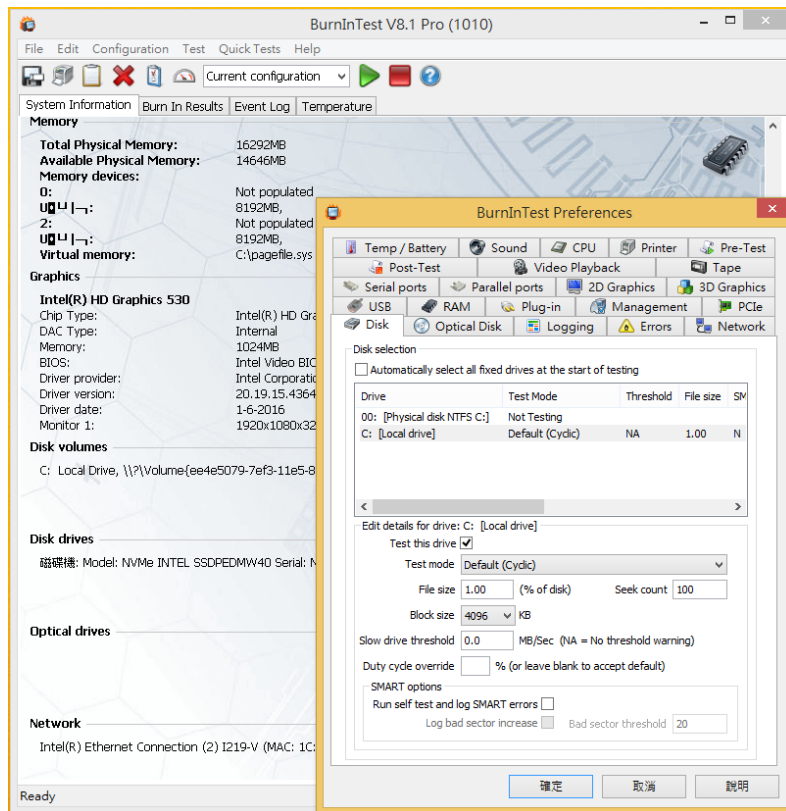 BurnInTest V8.1 Pro (1010)
File Edit Configuration Test Quick Tests Help
Current configuration
System Information Burn In Results Event Log Temperature
Memory
Total Physical Memory: 16292MB
Available Physical Memory: 14646MB
Memory devices:
0: Not populated
8192MB,
2: Not populated
8192MB,
Virtual memory: C:\pagefile.sys
Graphics
Intel(R) HD Graphics 530
Chip Type: Intel(R) HD Gra
DAC Type: Internal
Memory: 1024MB
BIOS: Intel Video BIO
Driver provider: Intel Corporatio
Driver version: 20.19.15.4364
Driver date: 1-6-2016
Monitor 1: 1920x1080x32
Disk volumes
C: Local Drive, \\?\Volume{ee4e5079-7ef3-11e5-8
Disk drives
磁碟機: Model: NVMe INTEL SSDPEDMW40 Serial: N
Optical drives
Network
Intel(R) Ethernet Connection (2) I219-V (MAC: 1C:
Ready
BurnInTest Preferences
Temp / Battery Sound CPU Printer Pre-Test
Post-Test Video Playback Tape
Serial ports Parallel ports 2D Graphics 3D Graphics
USB RAM Plug-in Management PCIe
Disk Optical Disk Logging Errors Network
Disk selection
Automatically select all fixed drives at the start of testing
Drive Test Mode Threshold File size SM
00: [Physical disk NTFS C:] Not Testing
C: [Local drive] Default (Cyclic) NA 1.00 N
Edit details for drive: C: [Local drive]
Test this drive
Test mode Default (Cyclic)
File size 1.00 (% of disk) Seek count 100
Block size 4096 KB
Slow drive threshold 0.0 MB/Sec (NA = No threshold warning)
Duty cycle override % (or leave blank to accept default)
SMART options
Run self test and log SMART errors
Log bad sector increase Bad sector threshold 20
確定 取消 說明